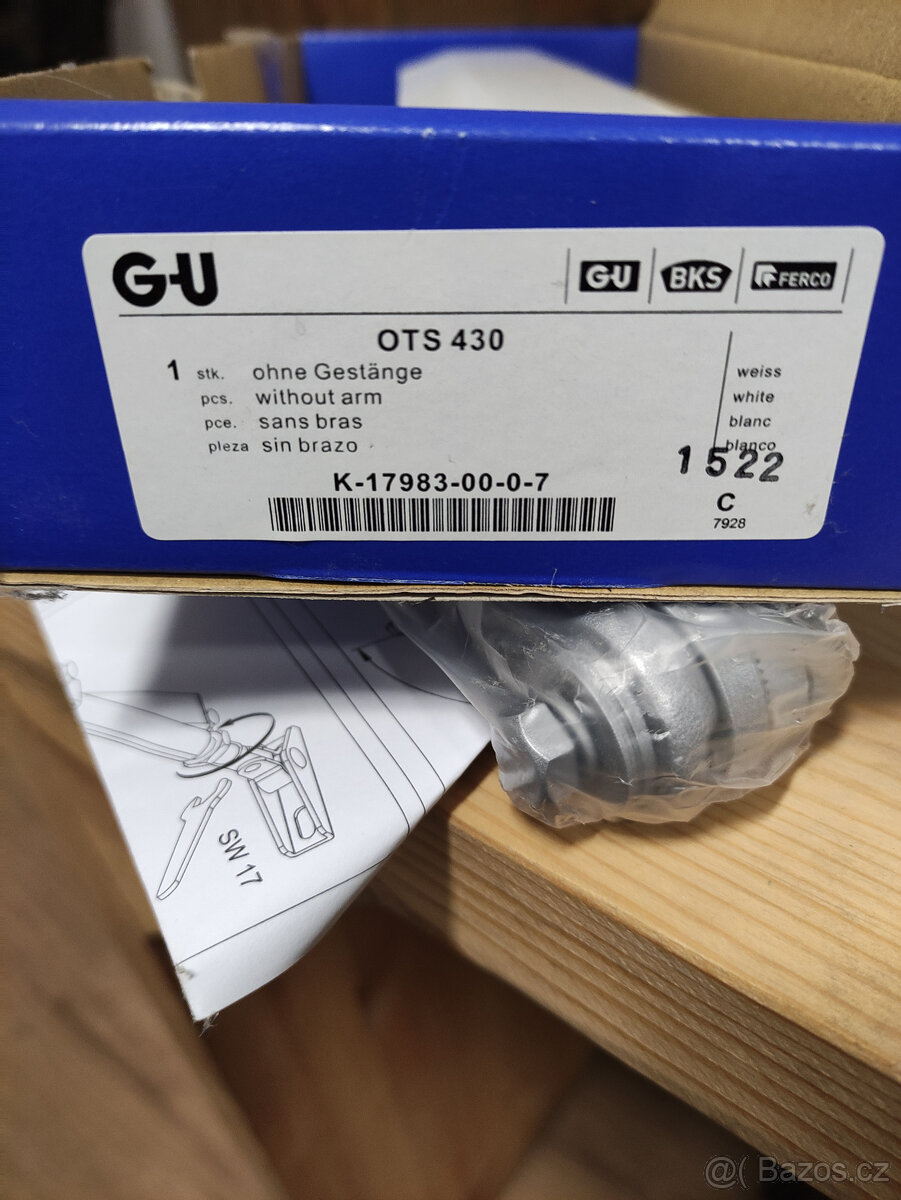 G-U
G-U BKS FERCO
OTS 430
1 stk. ohne Gestänge weiss
pcs. without arm white
pce. sans bras blanc
pieza sin brazo blanco
1522
K-17983-00-0-7
C
7928
SW 17
@( Bazos.cz